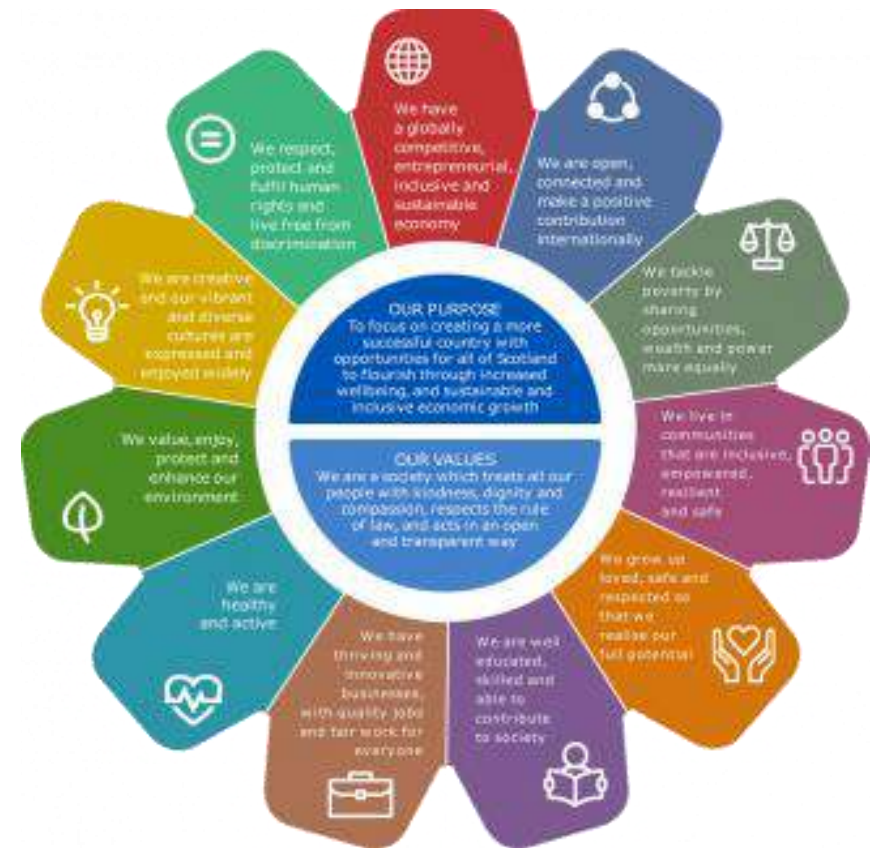 We have
a globally
competitive,
entrepreneurial,
inclusive and
sustainable
economy
We are open,
connected and
make a positive
contribution
internationally
We tackle
poverty by
sharing
opportunities,
wealth and power
more equally
We live in
communities
that are inclusive,
empowered,
resilient
and safe
We grow up
loved, safe and
respected so
that we
realise our
full potential
We are well
educated,
skilled and
able to
contribute
to society
We have
thriving and
innovative
businesses,
with quality jobs
and fair work for
everyone
We are
healthy
and active
We value, enjoy,
protect and
enhance our
environment
We are creative
and our vibrant
and diverse
cultures are
expressed and
enjoyed widely
We respect,
protect and
fulfil human
rights and
live free from
discrimination
OUR PURPOSE
To focus on creating a more
successful country with
opportunities for all of Scotland
to flourish through increased
wellbeing, and sustainable and
inclusive economic growth
OUR VALUES
We are a society which treats all our
people with kindness, dignity and
compassion, respects the rule
of law, and acts in an open
and transparent way